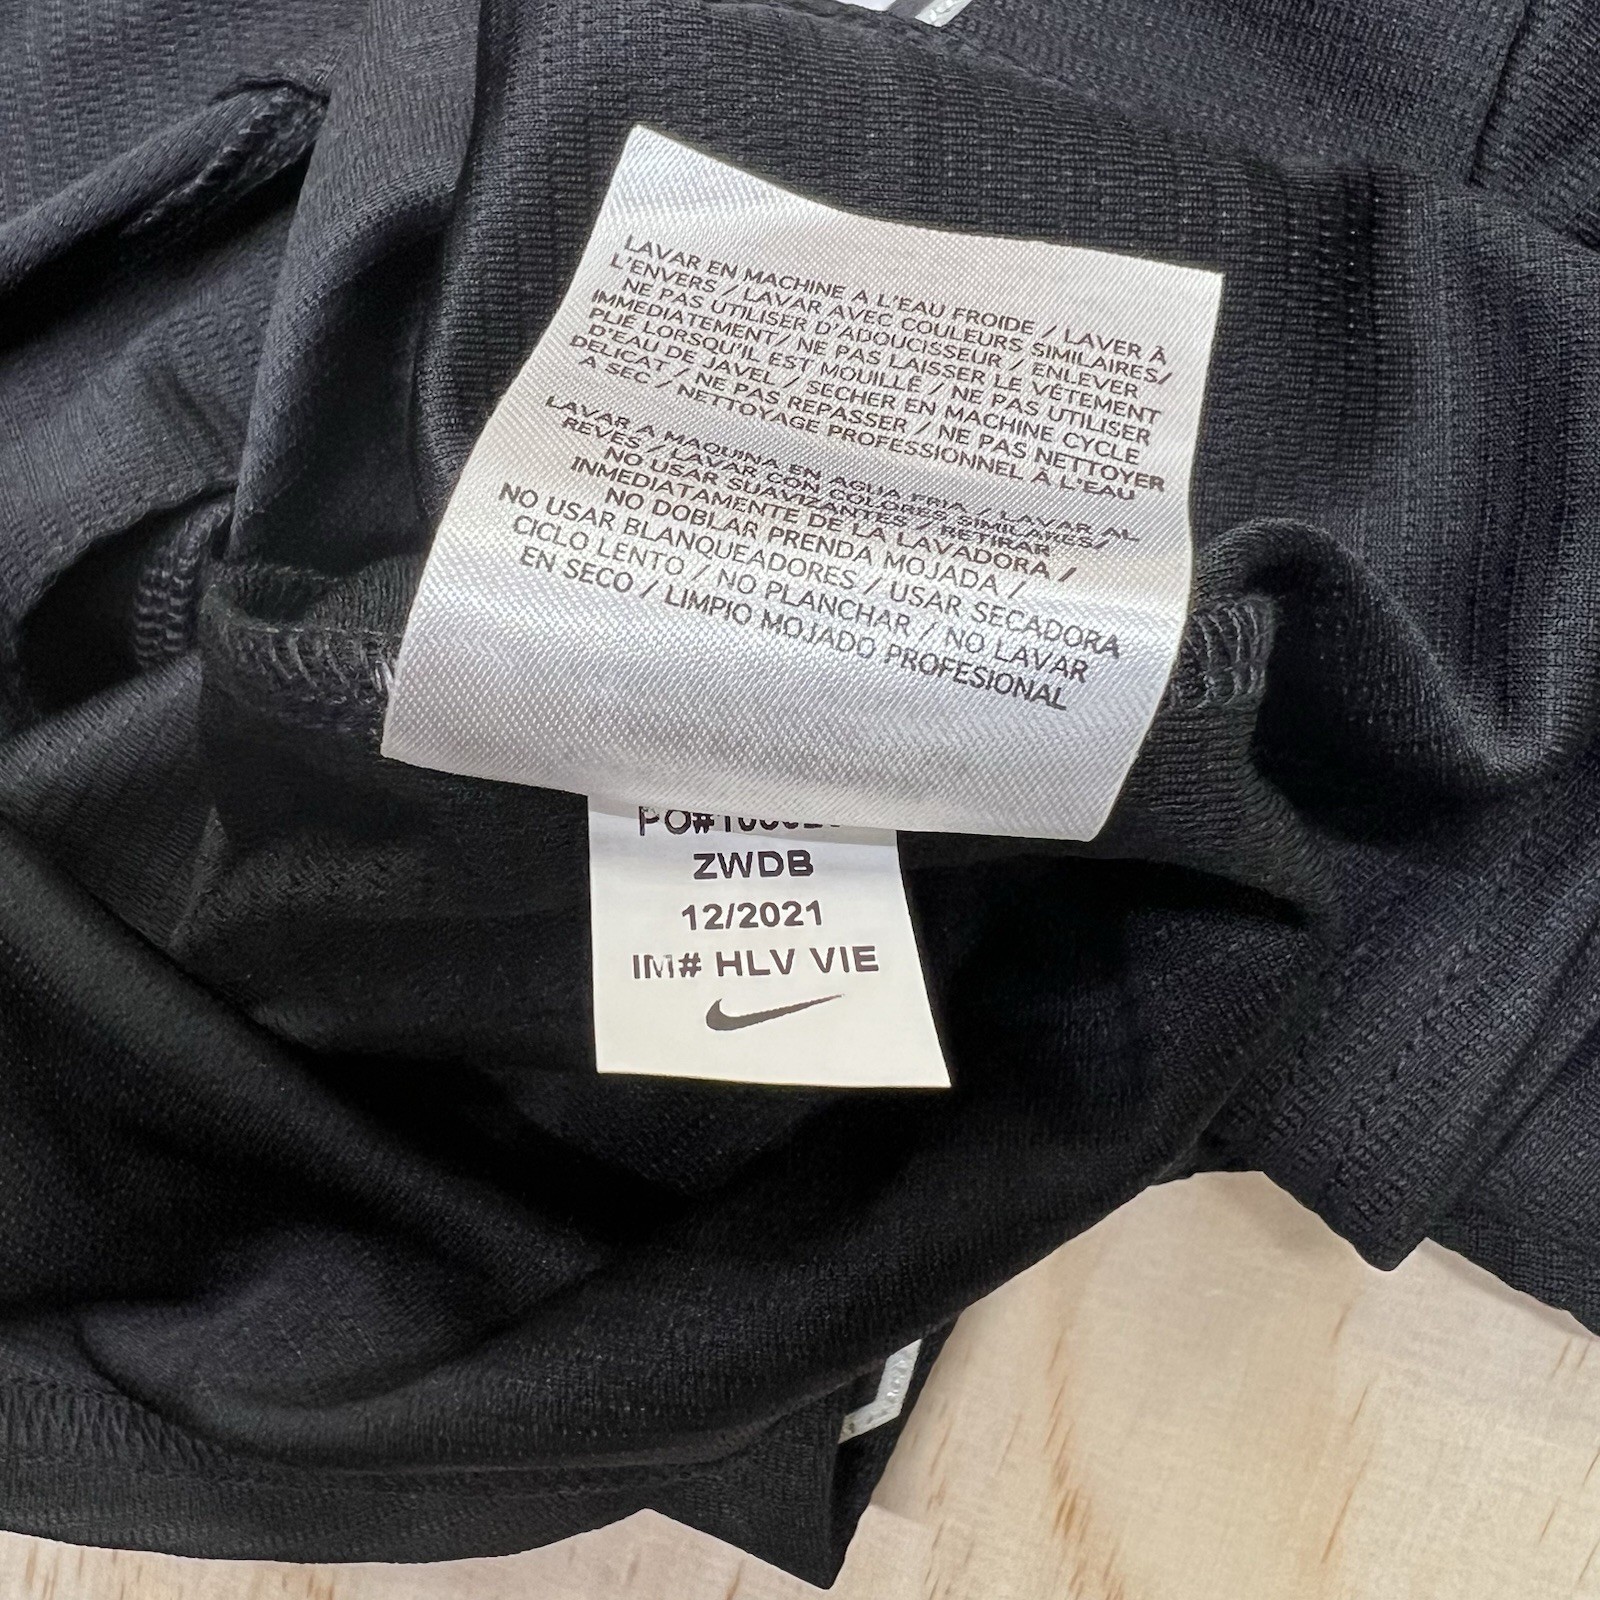 LAVAR EN MACHINE A L'EAU FROIDE / LAVER À
L'ENVERS / LAVAR AVEC COULEURS SIMILAIRES/
NE PAS UTILISER D'ADOUCISSEUR / ENLEVER
IMMEDIATEMENT/ NE PAS LAISSER LE VÊTEMENT
PLIÉ LORSQU'IL EST MOUILLÉ / NE PAS UTILISER
D'EAU DE JAVEL / SECHER EN MACHINE CYCLE
DELICAT / NE PAS REPASSER / NE PAS NETTOYER
A SEC / NETTOYAGE PROFESSIONNEL À L'EAU
LAVAR A MAQUINA EN AGUA FRIA / LAVAR AL
REVES / LAVAR CON COLORES SIMILARES/
NO USAR SUAVIZANTES / RETIRAR
INMEDIATAMENTE DE LA LAVADORA /
NO DOBLAR PRENDA MOJADA /
NO USAR BLANQUEADORES / USAR SECADORA
CICLO LENTO / NO PLANCHAR / NO LAVAR
EN SECO / LIMPIO MOJADO PROFESIONAL
ZWDB
12/2021
IM# HLV VIE